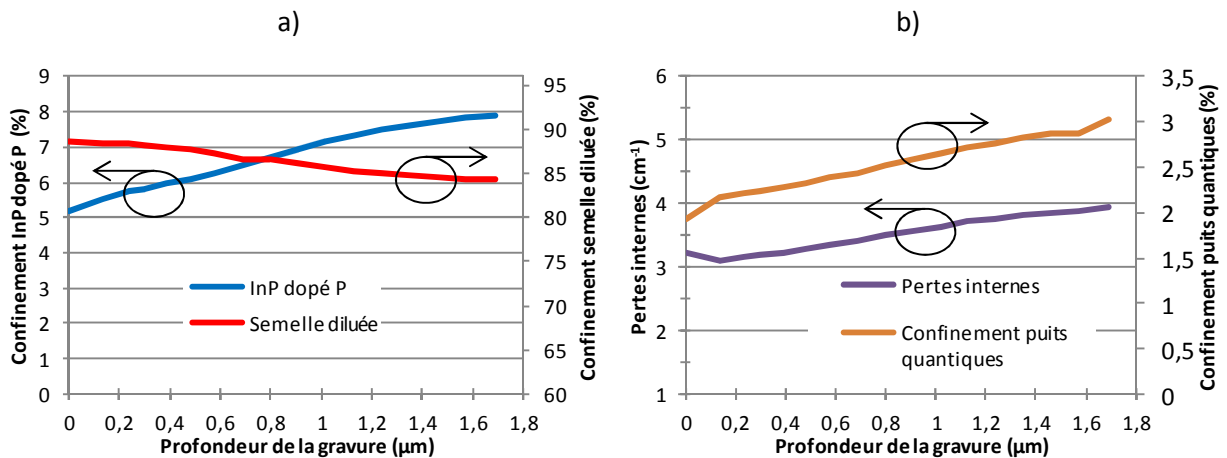 a)
9
8
7
6
5
4
3
2
1
0
Confinement InP dopé P (%)
95
90
85
80
75
70
65
60
Confinement semelle diluée (%)
InP dopé P
Semelle diluée
0 0,2 0,4 0,6 0,8 1 1,2 1,4 1,6 1,8
Profondeur de la gravure (µm)
b)
6
5
4
3
2
1
Pertes internes (cm⁻¹)
3,5
3
2,5
2
1,5
1
0,5
0
Confinement puits quantiques (%)
Pertes internes
Confinement puits
quantiques
0 0,2 0,4 0,6 0,8 1 1,2 1,4 1,6 1,8
Profondeur de la gravure (µm)